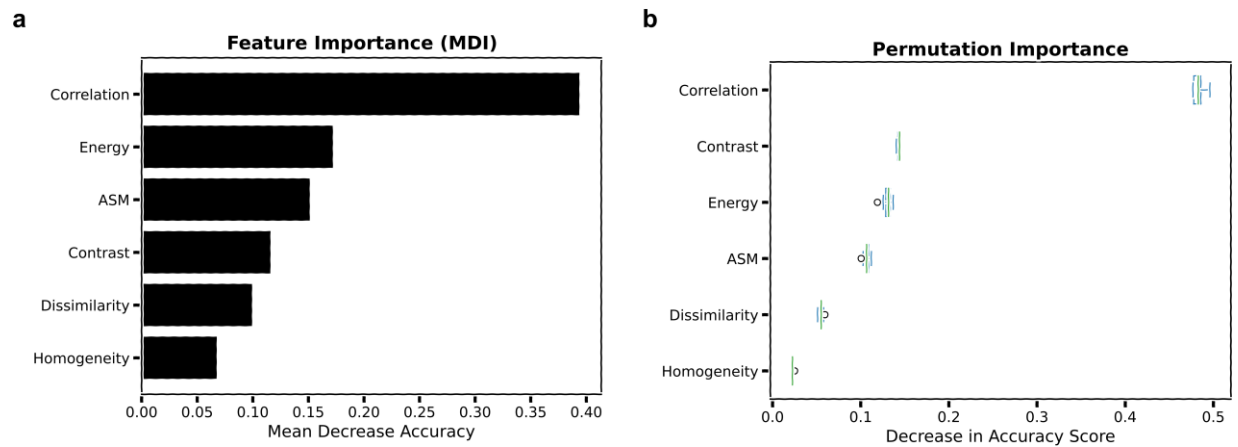 a
Feature Importance (MDI)
Correlation
Energy
ASM
Contrast
Dissimilarity
Homogeneity
0.00 0.05 0.10 0.15 0.20 0.25 0.30 0.35 0.40
Mean Decrease Accuracy
b
Permutation Importance
Correlation
Contrast
Energy
ASM
Dissimilarity
Homogeneity
0.0 0.1 0.2 0.3 0.4 0.5
Decrease in Accuracy Score